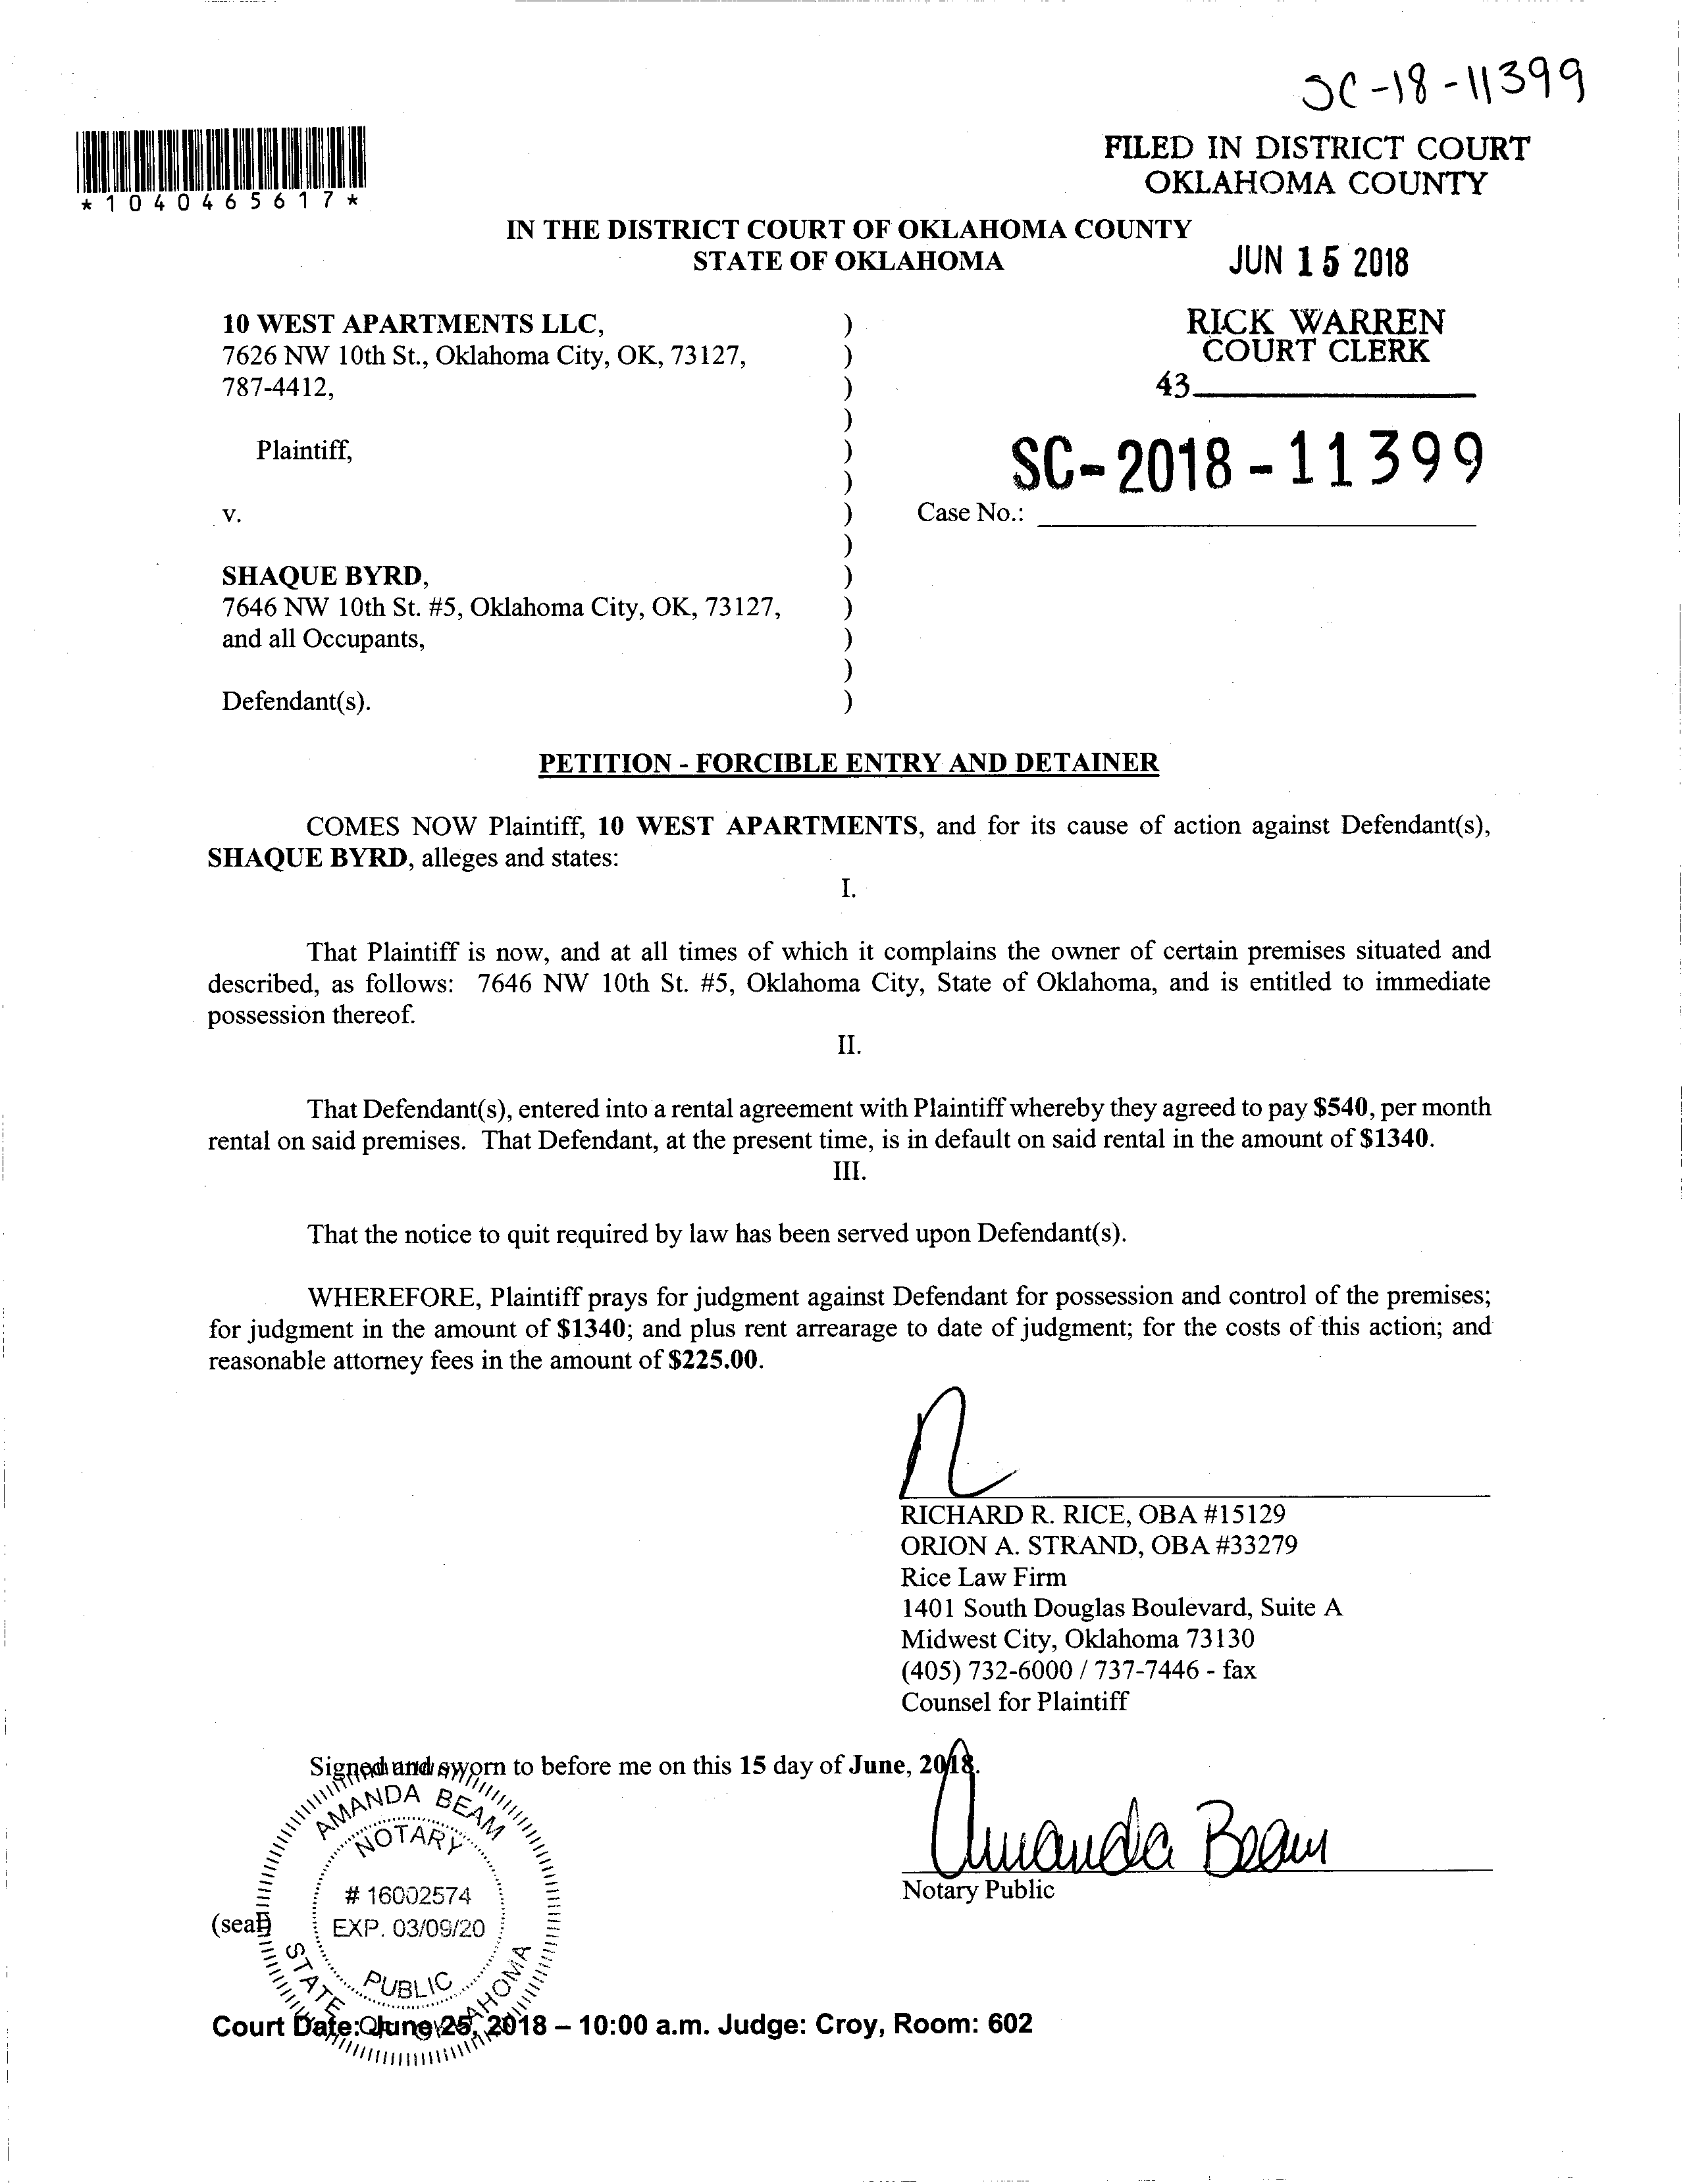 SC-18-11399
*1040465617*
FILED IN DISTRICT COURT
OKLAHOMA COUNTY
IN THE DISTRICT COURT OF OKLAHOMA COUNTY
STATE OF OKLAHOMA
JUN 15 2018
10 WEST APARTMENTS LLC, )
7626 NW 10th St., Oklahoma City, OK, 73127, )
787-4412, )
)
Plaintiff, )
)
v. )
)
SHAQUE BYRD, )
7646 NW 10th St. #5, Oklahoma City, OK, 73127, )
and all Occupants, )
)
Defendant(s). )
RICK WARREN
COURT CLERK
43
SC-2018-11399
Case No.:
PETITION - FORCIBLE ENTRY AND DETAINER
COMES NOW Plaintiff, 10 WEST APARTMENTS, and for its cause of action against Defendant(s),
SHAQUE BYRD, alleges and states:
I.
That Plaintiff is now, and at all times of which it complains the owner of certain premises situated and
described, as follows: 7646 NW 10th St. #5, Oklahoma City, State of Oklahoma, and is entitled to immediate
possession thereof.
II.
That Defendant(s), entered into a rental agreement with Plaintiff whereby they agreed to pay $540, per month
rental on said premises. That Defendant, at the present time, is in default on said rental in the amount of $1340.
III.
That the notice to quit required by law has been served upon Defendant(s).
WHEREFORE, Plaintiff prays for judgment against Defendant for possession and control of the premises;
for judgment in the amount of $1340; and plus rent arrearage to date of judgment; for the costs of this action; and
reasonable attorney fees in the amount of $225.00.
RICHARD R. RICE, OBA #15129
ORION A. STRAND, OBA #33279
Rice Law Firm
1401 South Douglas Boulevard, Suite A
Midwest City, Oklahoma 73130
(405) 732-6000 / 737-7446 - fax
Counsel for Plaintiff
Signed and sworn to before me on this 15 day of June, 2018.
Amanda Beam
Notary Public
AMANDA BEAM
NOTARY
# 16002574
EXP. 03/09/20
PUBLIC
STATE OF OKLAHOMA
(seal)
Court Date: June 25, 2018 – 10:00 a.m. Judge: Croy, Room: 602